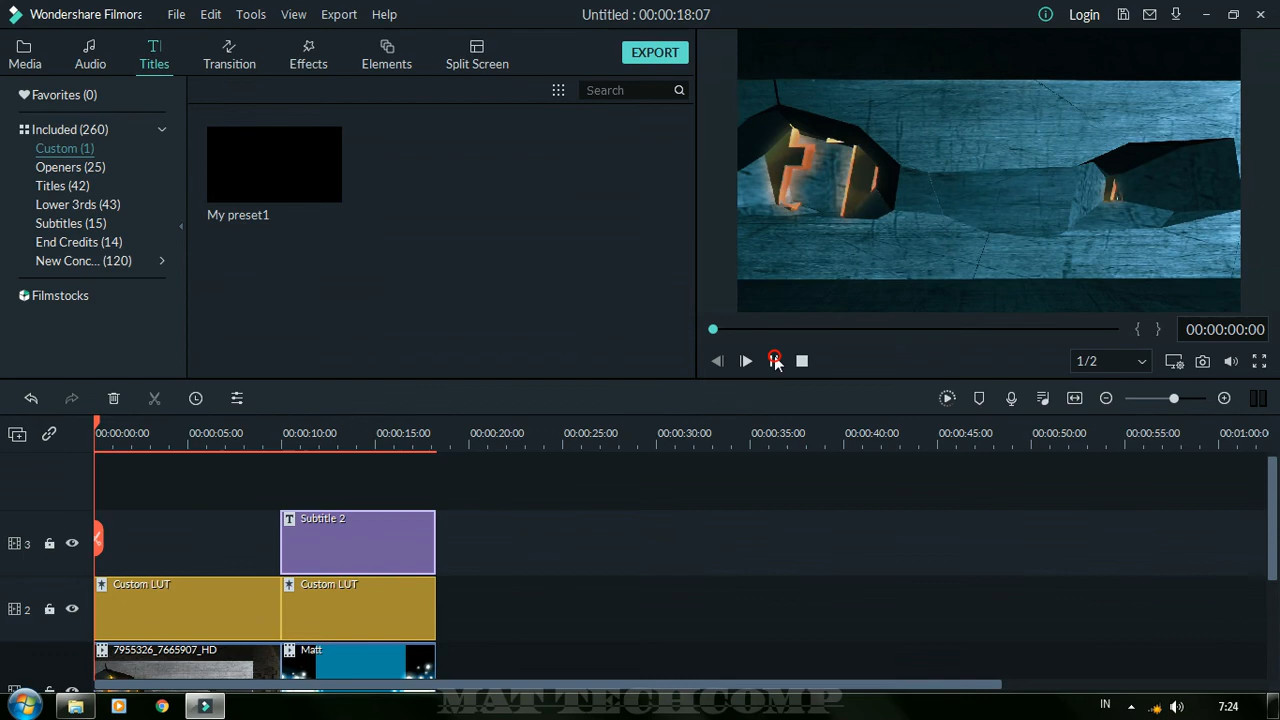 Wondershare Filmora
File
Edit
Tools
View
Export
Help
Untitled : 00:00:18:07
Login
Media
Audio
Titles
Transition
Effects
Elements
Split Screen
EXPORT
Favorites (0)
Search
Included (260)
Custom (1)
Openers (25)
Titles (42)
Lower 3rds (43)
Subtitles (15)
End Credits (14)
New Conc... (120)
Filmstocks
My preset1
00:00:00:00
1/2
00:00:00:00
00:00:05:00
00:00:10:00
00:00:15:00
00:00:20:00
00:00:25:00
00:00:30:00
00:00:35:00
00:00:40:00
00:00:45:00
00:00:50:00
00:00:55:00
00:01:00:0
3
T Subtitle 2
2
Custom LUT
Custom LUT
7955326_7665907_HD
Matt
MAT TECHCOMP
IN
7:24